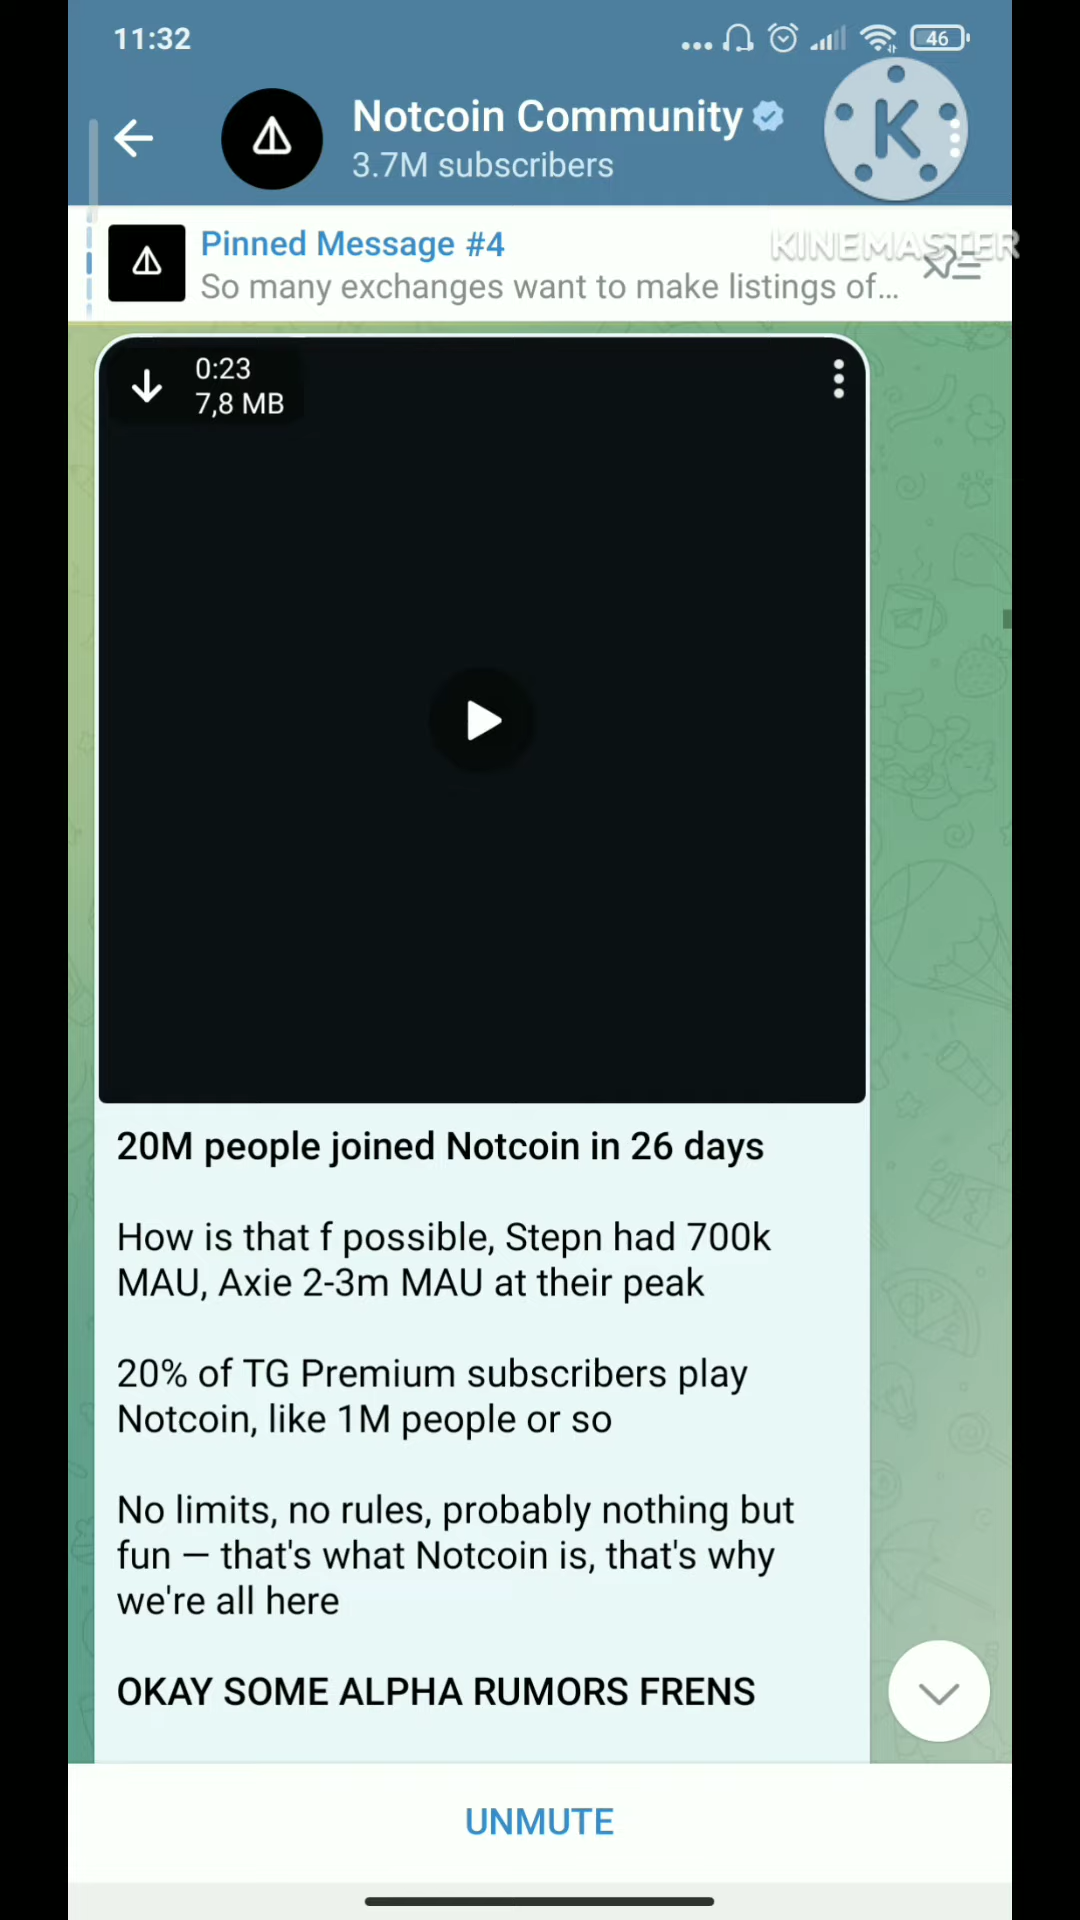 11:32
46
Notcoin Community
3.7M subscribers
K
KINEMASTER
Pinned Message #4
So many exchanges want to make listings of...
0:23
7,8 MB
20M people joined Notcoin in 26 days
How is that f possible, Stepn had 700k
MAU, Axie 2-3m MAU at their peak
20% of TG Premium subscribers play
Notcoin, like 1M people or so
No limits, no rules, probably nothing but
fun — that's what Notcoin is, that's why
we're all here
OKAY SOME ALPHA RUMORS FRENS
UNMUTE